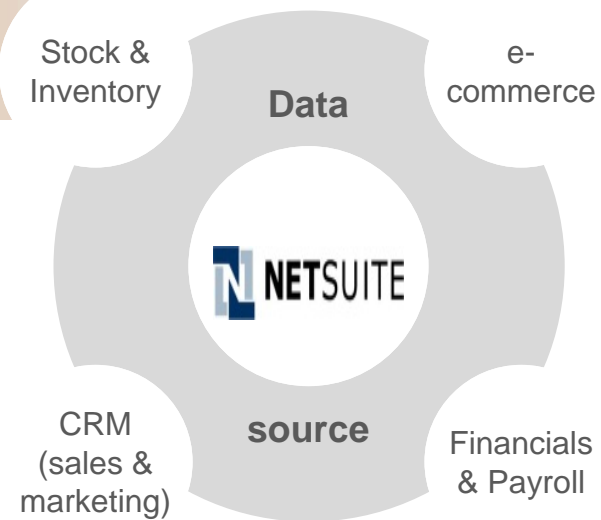 Stock &
Inventory
e-
commerce
Data
N NETSUITE
source
CRM
(sales &
marketing)
Financials
& Payroll